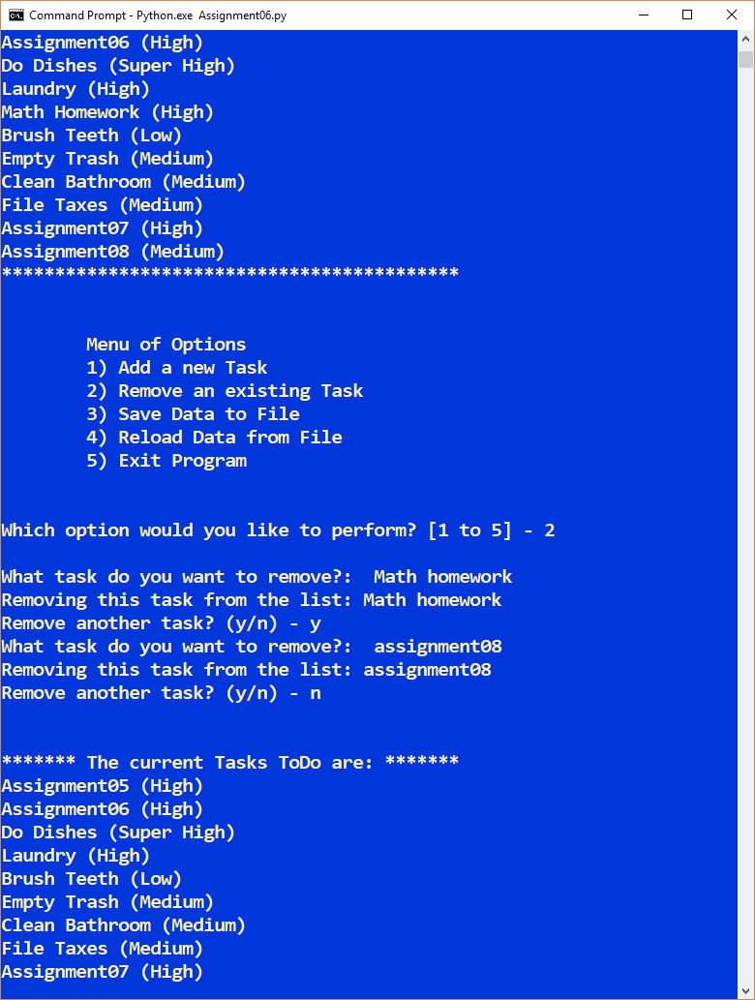 Command Prompt - Python.exe  Assignment06.py
Assignment06 (High)
Do Dishes (Super High)
Laundry (High)
Math Homework (High)
Brush Teeth (Low)
Empty Trash (Medium)
Clean Bathroom (Medium)
File Taxes (Medium)
Assignment07 (High)
Assignment08 (Medium)
*******************************************
Menu of Options
1) Add a new Task
2) Remove an existing Task
3) Save Data to File
4) Reload Data from File
5) Exit Program
Which option would you like to perform? [1 to 5] - 2
What task do you want to remove?:  Math homework
Removing this task from the list: Math homework
Remove another task? (y/n) - y
What task do you want to remove?:  assignment08
Removing this task from the list: assignment08
Remove another task? (y/n) - n
******* The current Tasks ToDo are: *******
Assignment05 (High)
Assignment06 (High)
Do Dishes (Super High)
Laundry (High)
Brush Teeth (Low)
Empty Trash (Medium)
Clean Bathroom (Medium)
File Taxes (Medium)
Assignment07 (High)